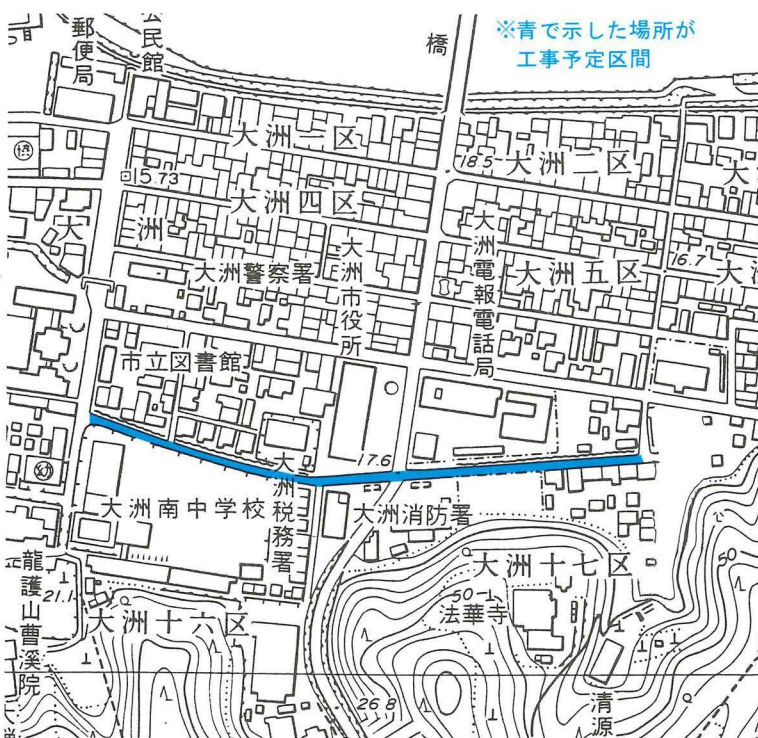 ※青で示した場所が
工事予定区間
公民館
郵便局
橋
大洲一区
18.5
大洲二区
15.73
大洲四区
大洲
大洲警察署
大洲市役所
大洲電報電話局
大洲五区
16.7
市立図書館
17.6
大洲税務署
大洲南中学校
大洲消防署
大洲十七区
50
50
法華寺
龍護山曹溪院
21.1
大洲十六区
26.8
清源